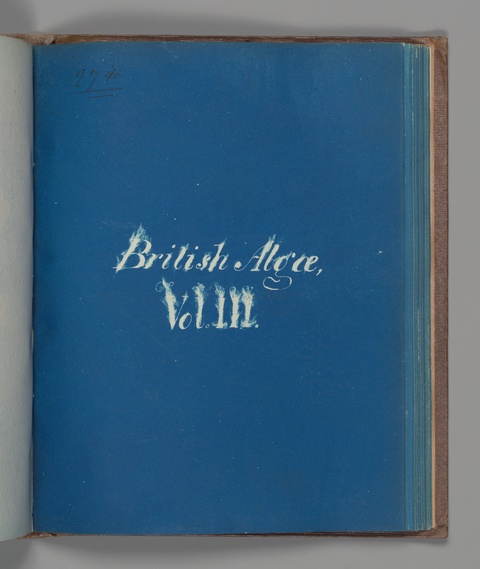 British Algæ,
Vol. III.